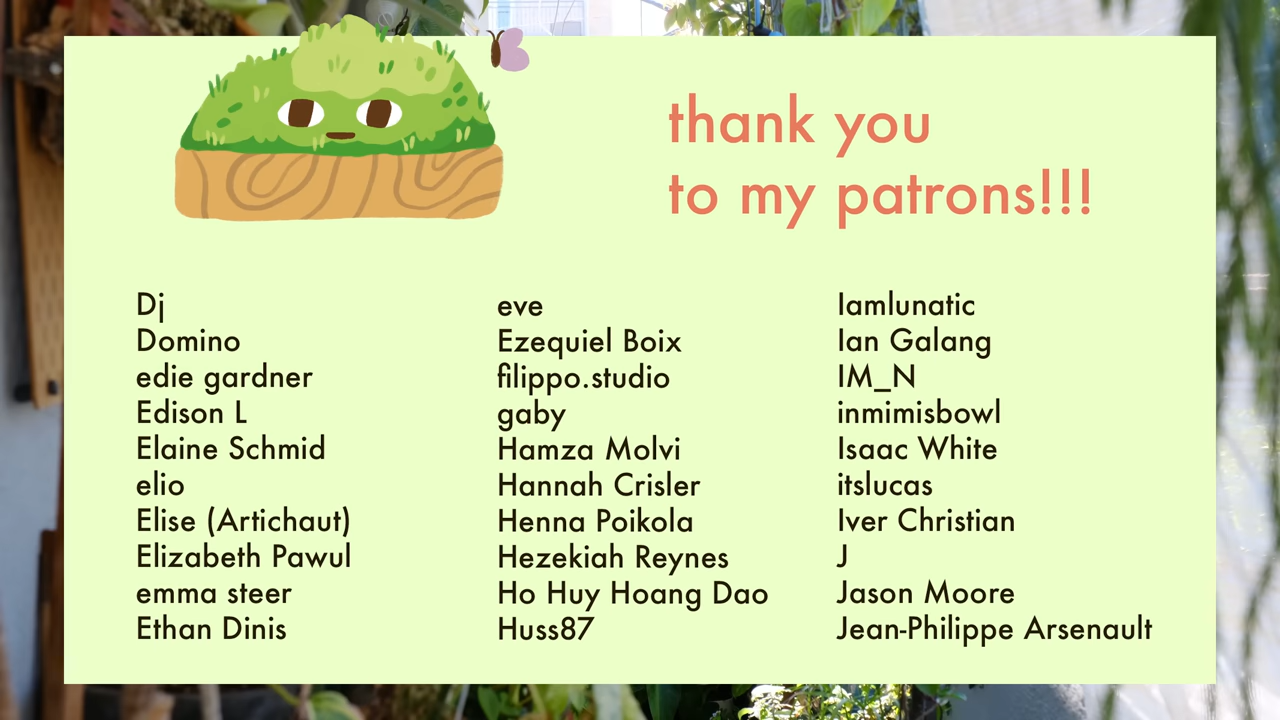 thank you
to my patrons!!!
Dj
Domino
edie gardner
Edison L
Elaine Schmid
elio
Elise (Artichaut)
Elizabeth Pawul
emma steer
Ethan Dinis
eve
Ezequiel Boix
filippo.studio
gaby
Hamza Molvi
Hannah Crisler
Henna Poikola
Hezekiah Reynes
Ho Huy Hoang Dao
Huss87
Iamlunatic
Ian Galang
IM_N
inmimisbowl
Isaac White
itslucas
Iver Christian
J
Jason Moore
Jean-Philippe Arsenault